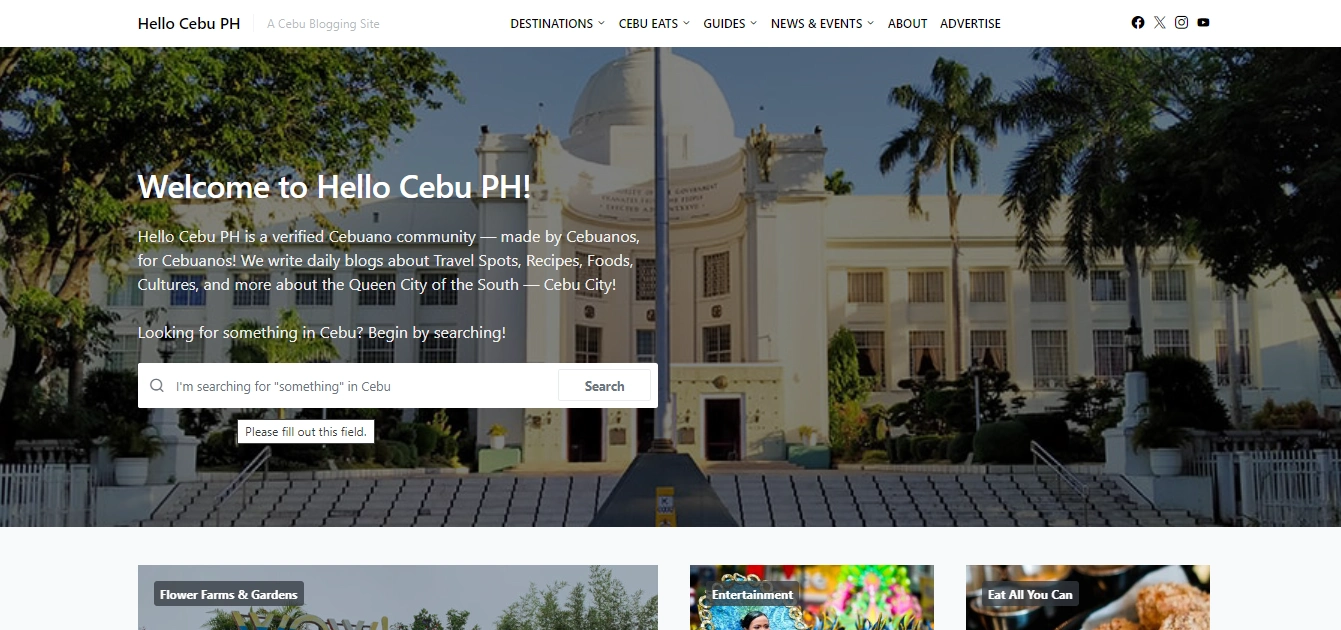 Hello Cebu PH
A Cebu Blogging Site
DESTINATIONS
CEBU EATS
GUIDES
NEWS & EVENTS
ABOUT
ADVERTISE
Welcome to Hello Cebu PH!
Hello Cebu PH is a verified Cebuano community — made by Cebuanos,
for Cebuanos! We write daily blogs about Travel Spots, Recipes, Foods,
Cultures, and more about the Queen City of the South — Cebu City!
Looking for something in Cebu? Begin by searching!
I'm searching for "something" in Cebu
Search
Please fill out this field.
Flower Farms & Gardens
Entertainment
Eat All You Can